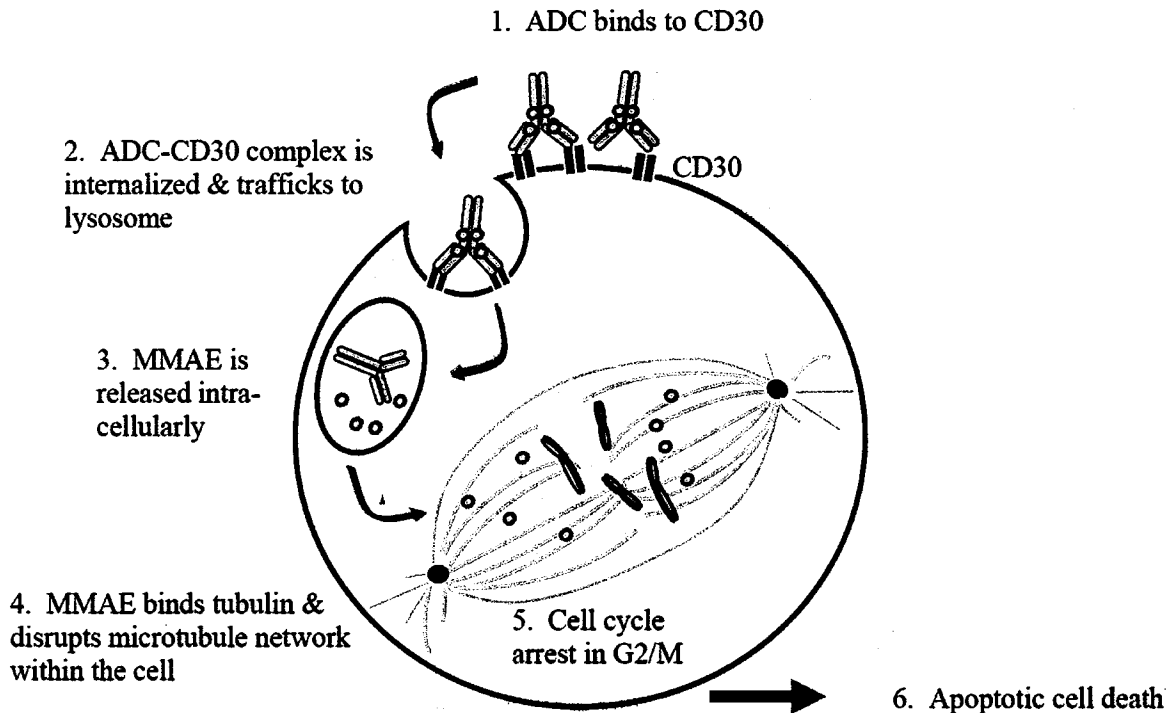 1. ADC binds to CD30
2. ADC-CD30 complex is
internalized & trafficks to
lysosome
CD30
3. MMAE is
released intra-
cellularly
4. MMAE binds tubulin &
disrupts microtubule network
within the cell
5. Cell cycle
arrest in G2/M
6. Apoptotic cell death